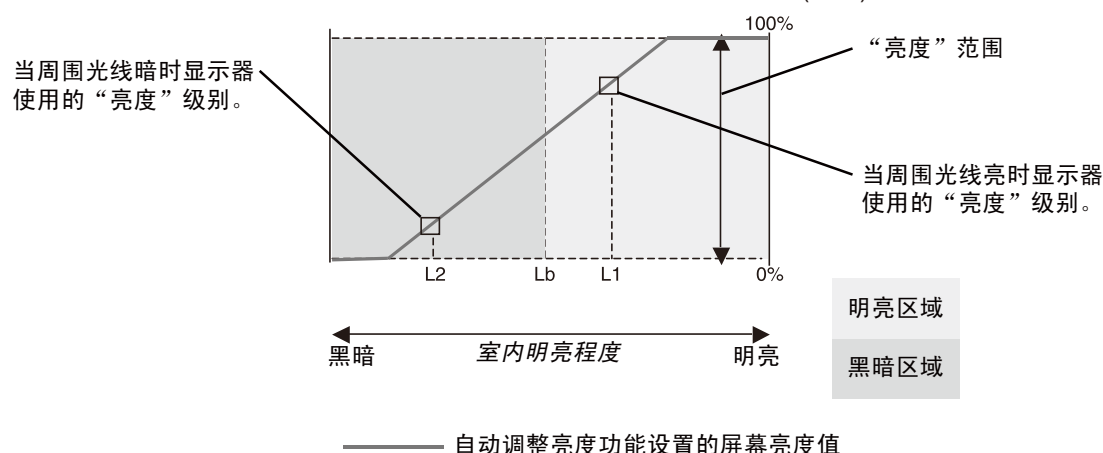 100%
“亮度”范围
当周围光线暗时显示器
使用的“亮度”级别。
当周围光线亮时显示器
使用的“亮度”级别。
L2
Lb
L1
0%
明亮区域
黑暗区域
黑暗
室内明亮程度
明亮
自动调整亮度功能设置的屏幕亮度值